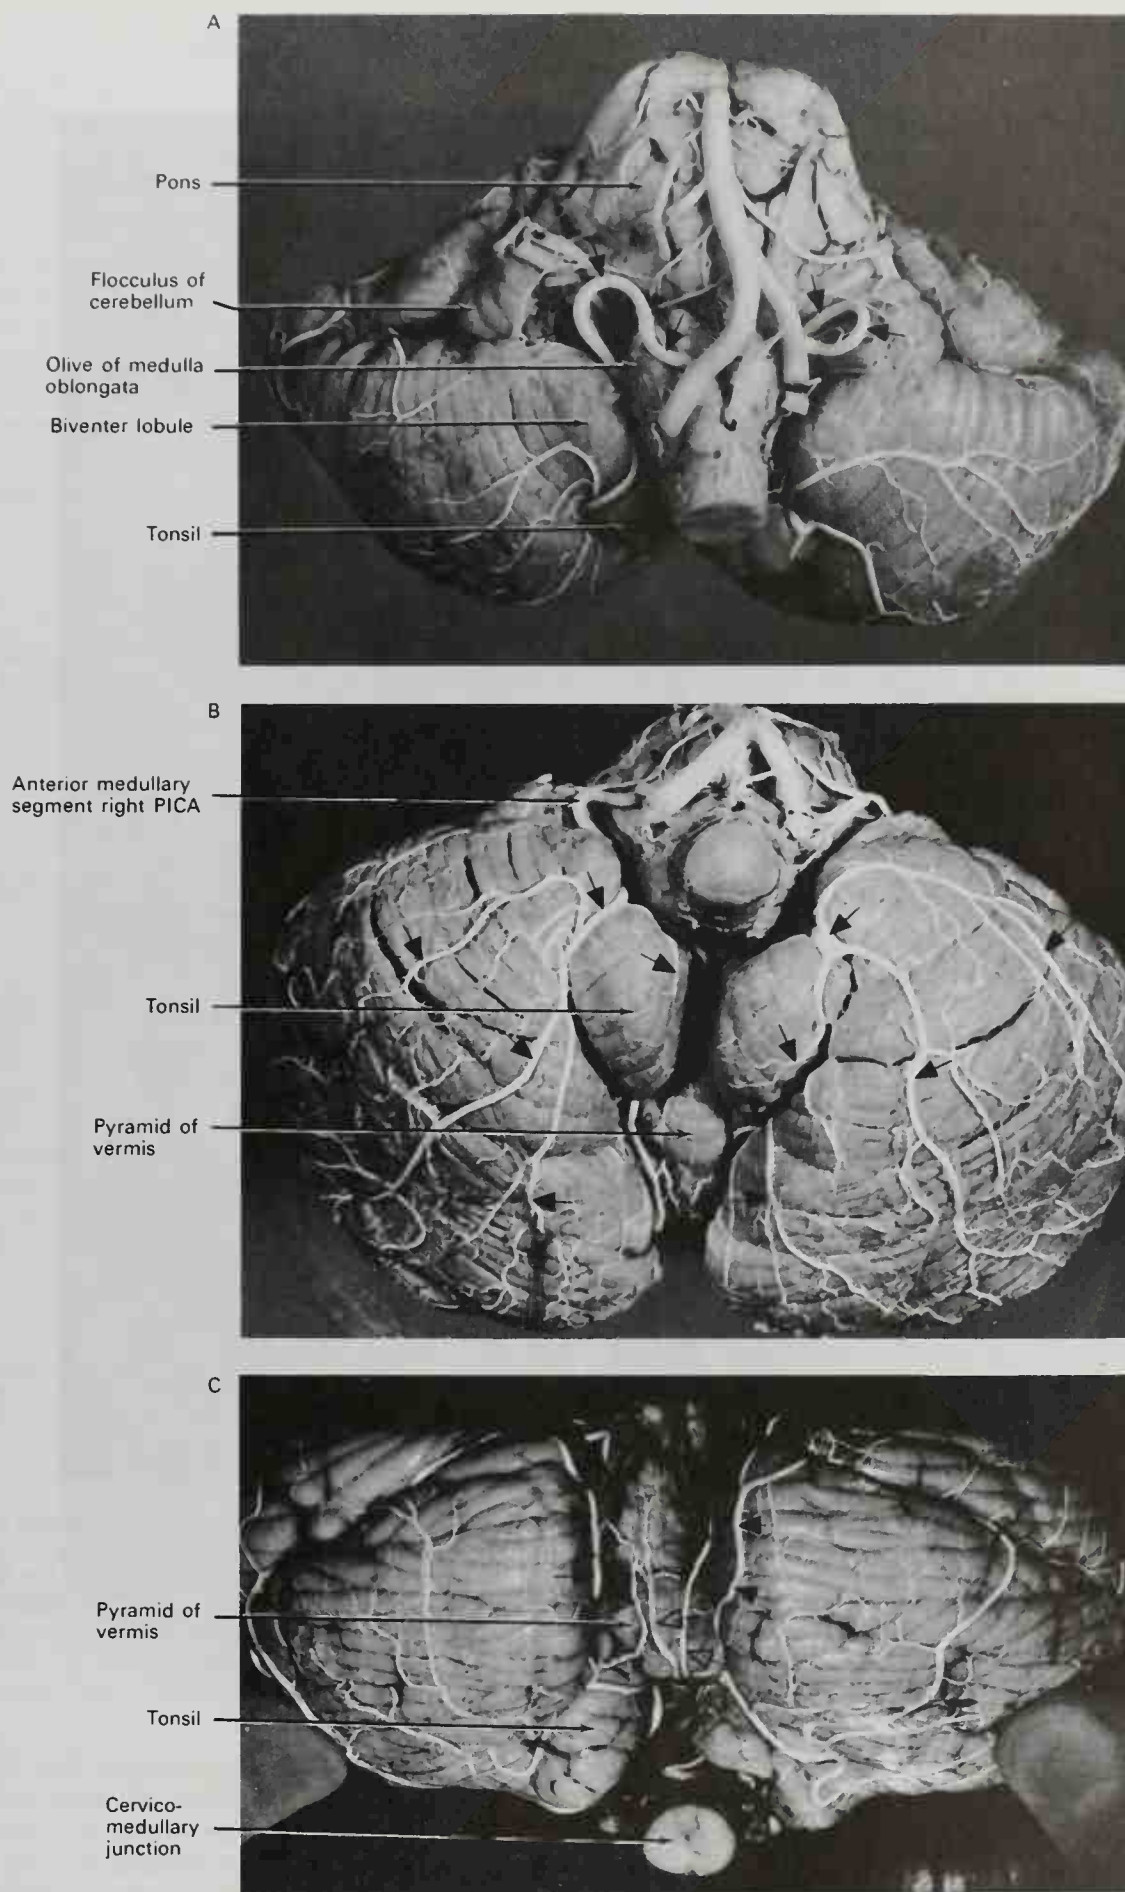 A
Pons
Flocculus of
cerebellum
Olive of medulla
oblongata
Biventer lobule
Tonsil
B
Anterior medullary
segment right PICA
Tonsil
Pyramid of
vermis
C
Pyramid of
vermis
Tonsil
Cervico-
medullary
junction